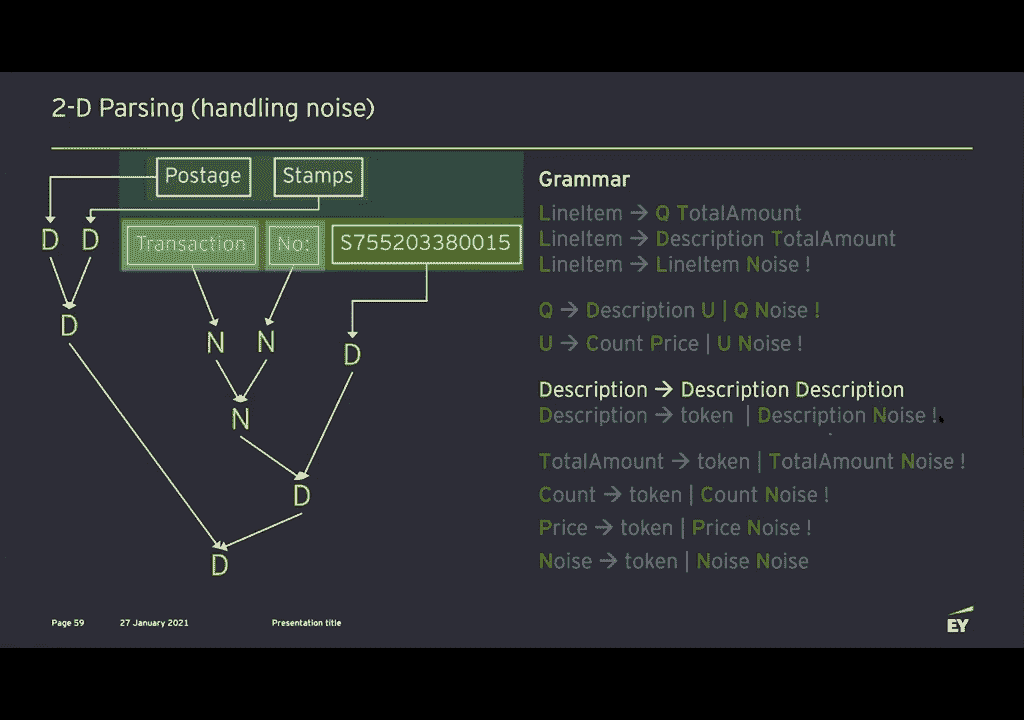 2-D Parsing (handling noise)
Postage Stamps
D D
Transaction No: S755203380015
D
N N D
N
D
D
Grammar
LineItem → Q TotalAmount
LineItem → Description TotalAmount
LineItem → LineItem Noise !
Q → Description U | Q Noise !
U → Count Price | U Noise !
Description → Description Description
Description → token | Description Noise !
TotalAmount → token | TotalAmount Noise !
Count → token | Count Noise !
Price → token | Price Noise !
Noise → token | Noise Noise
Page 59 27 January 2021 Presentation title
EY